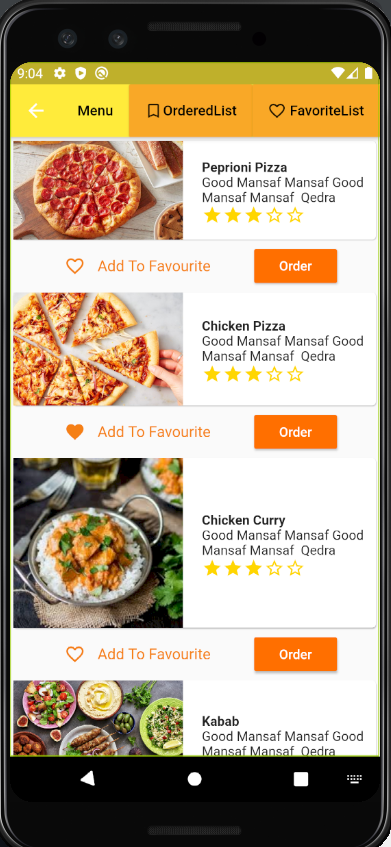 9:04
Menu
OrderedList
FavoriteList
Peprioni Pizza
Good Mansaf Mansaf Good
Mansaf Mansaf Qedra
Add To Favourite
Order
Chicken Pizza
Good Mansaf Mansaf Good
Mansaf Mansaf Qedra
Add To Favourite
Order
Chicken Curry
Good Mansaf Mansaf Good
Mansaf Mansaf Qedra
Add To Favourite
Order
Kabab
Good Mansaf Mansaf Good
Mansaf Mansaf Qedra